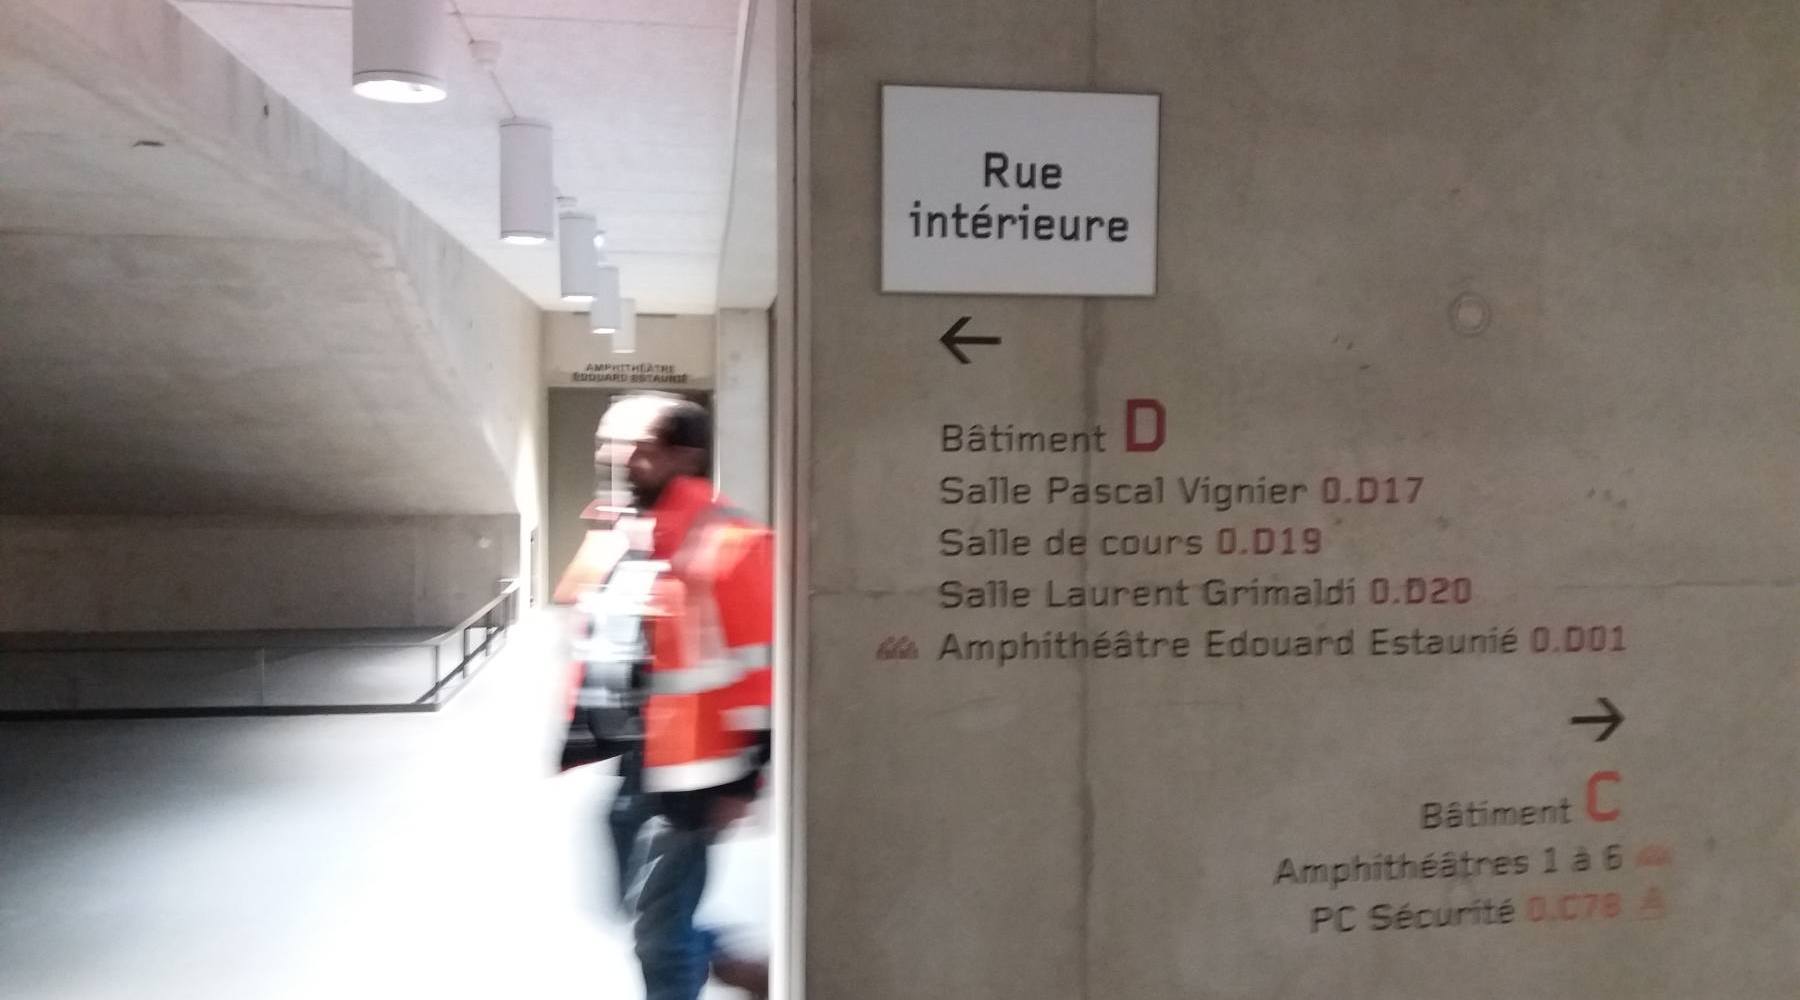 Rue
intérieure
AMPHITHÉÂTRE
EDOUARD ESTAUNIÉ
←
Bâtiment D
Salle Pascal Vignier 0.D17
Salle de cours 0.D19
Salle Laurent Grimaldi 0.D20
Amphithéâtre Edouard Estaunié 0.D01
→
Bâtiment C
Amphithéâtres 1 à 6
PC Sécurité 0.C78